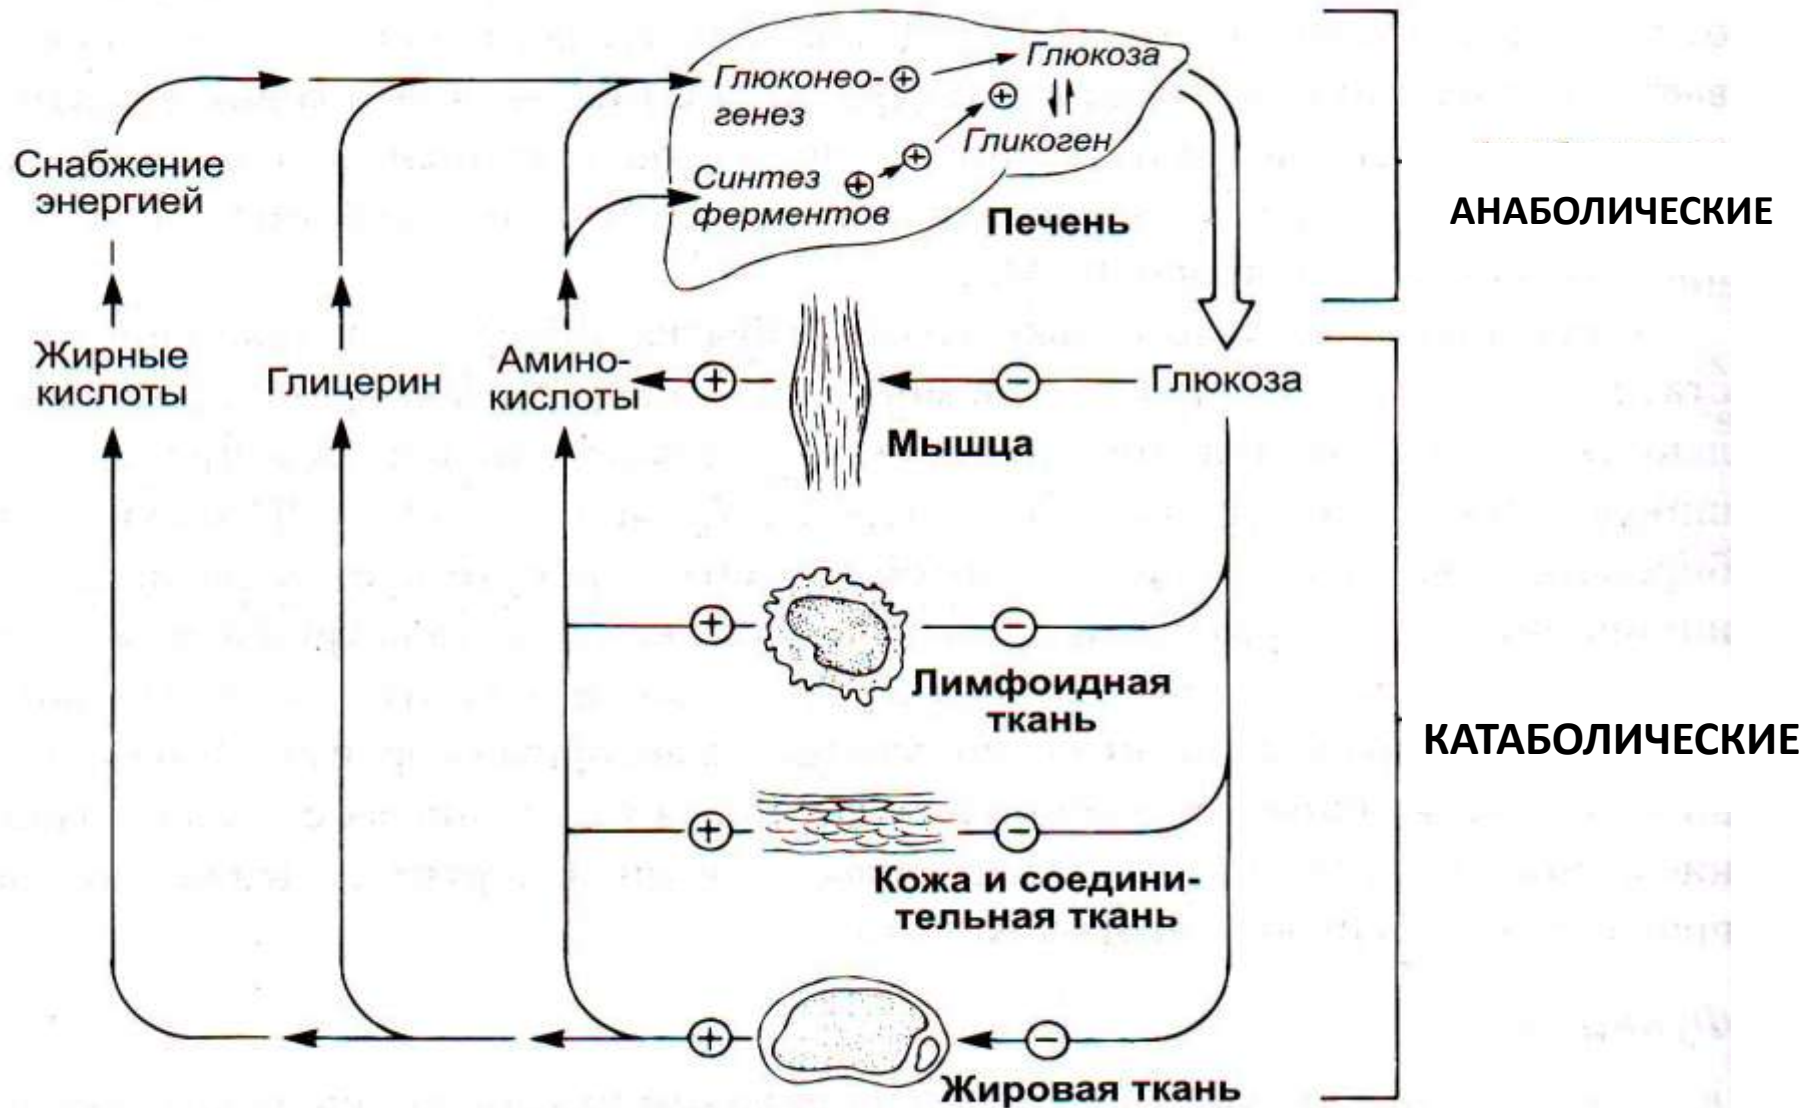 Глюкоза
Глюконео-
генез
Гликоген
Синтез
ферментов
Печень
Снабжение
энергией
АНАБОЛИЧЕСКИЕ
Жирные
кислоты
Глицерин
Амино-
кислоты
Глюкоза
Мышца
Лимфоидная
ткань
КАТАБОЛИЧЕСКИЕ
Кожа и соедини-
тельная ткань
Жировая ткань